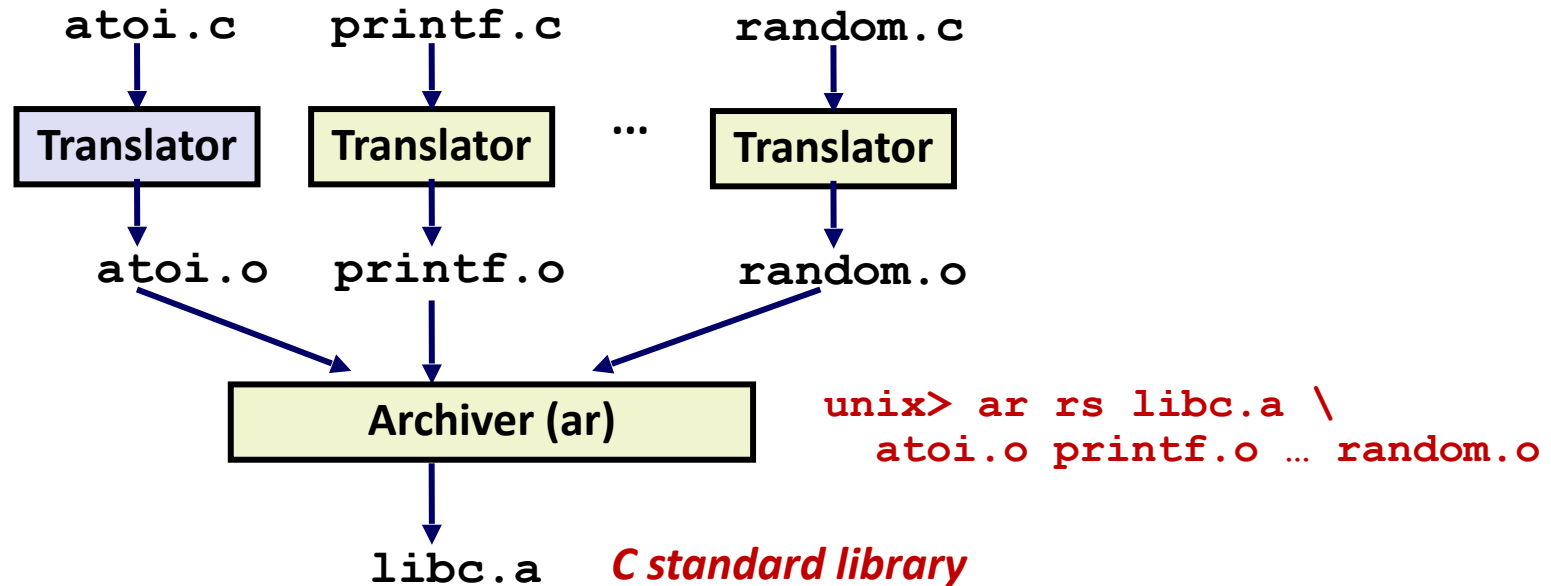 atoi.c printf.c random.c
Translator Translator … Translator
atoi.o printf.o random.o
Archiver (ar)
unix> ar rs libc.a \
atoi.o printf.o … random.o
libc.a C standard library